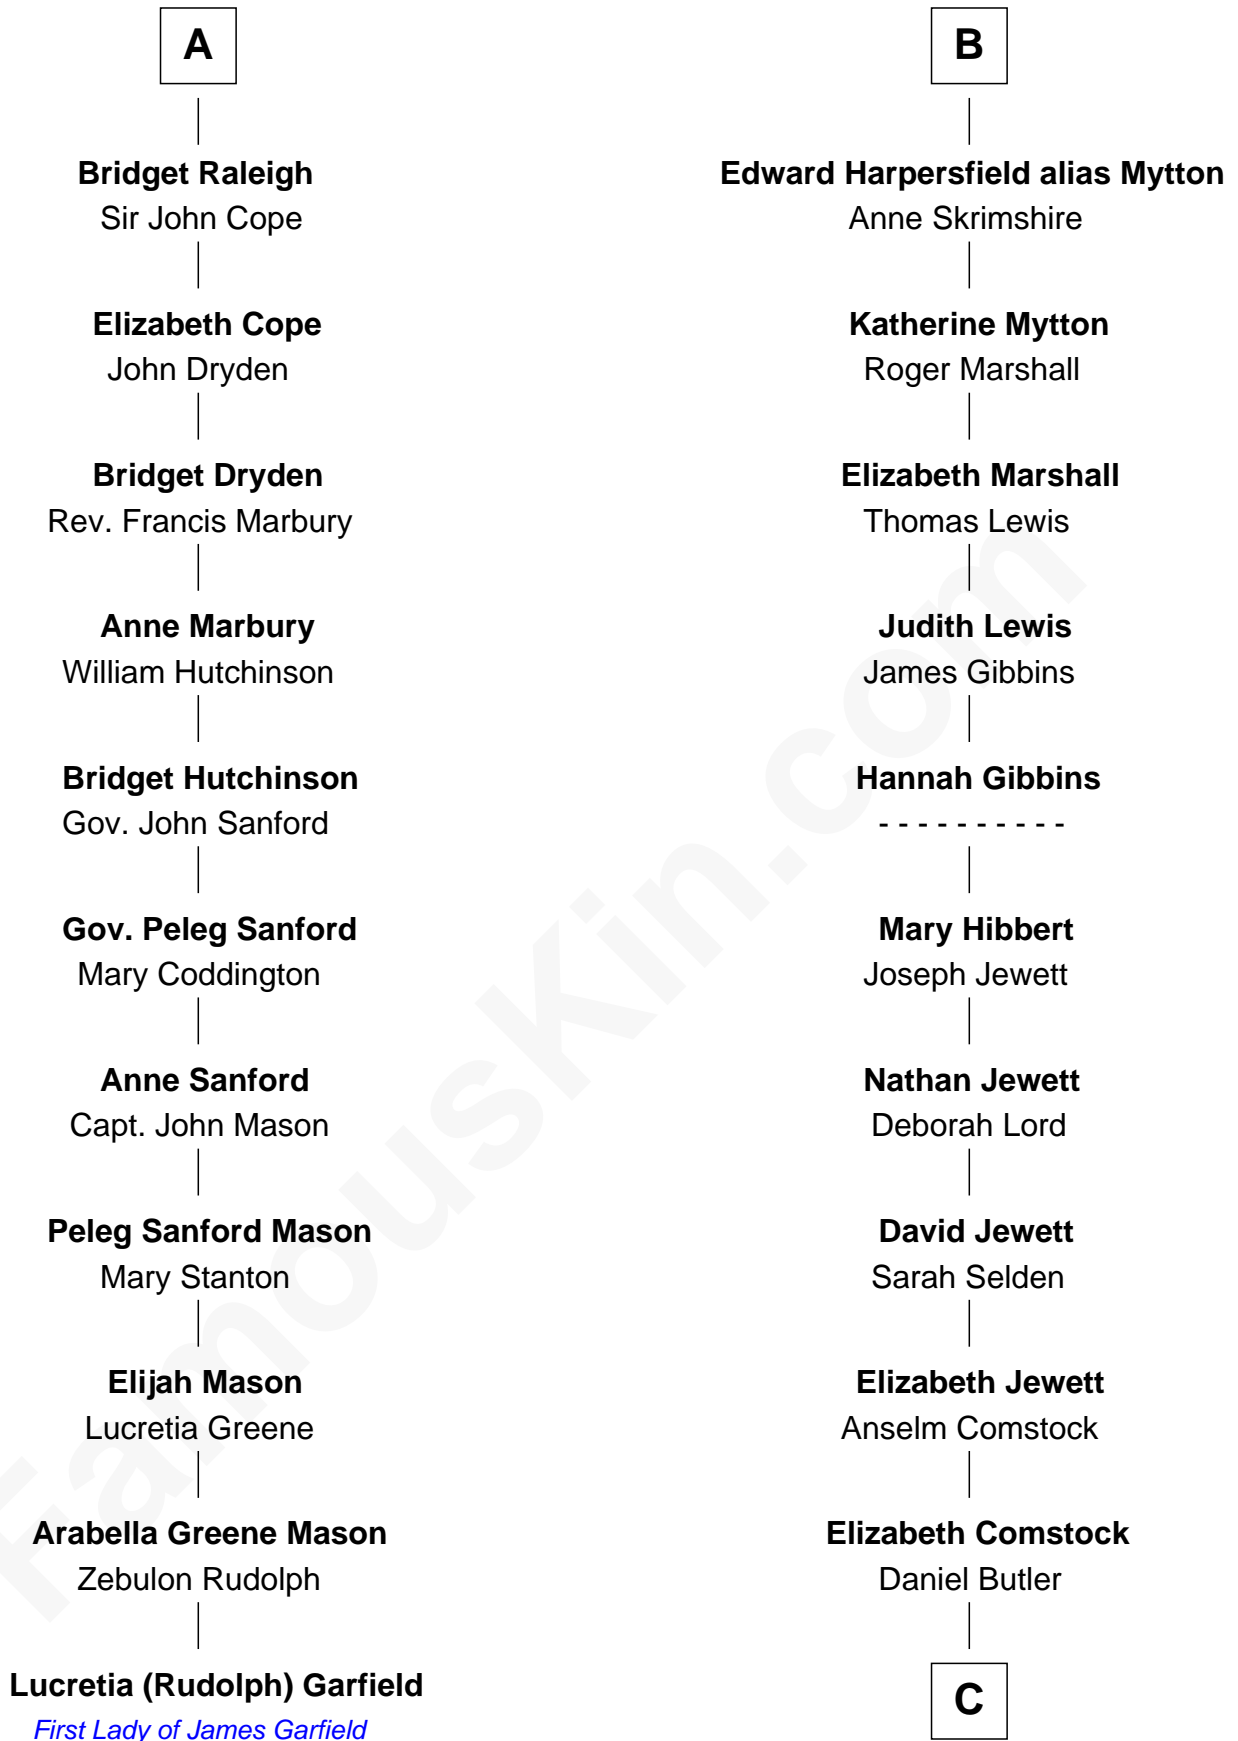 A
Bridget Raleigh
Sir John Cope
Elizabeth Cope
John Dryden
Bridget Dryden
Rev. Francis Marbury
Anne Marbury
William Hutchinson
Bridget Hutchinson
Gov. John Sanford
Gov. Peleg Sanford
Mary Coddington
Anne Sanford
Capt. John Mason
Peleg Sanford Mason
Mary Stanton
Elijah Mason
Lucretia Greene
Arabella Greene Mason
Zebulon Rudolph
Lucretia (Rudolph) Garfield
First Lady of James Garfield
B
Edward Harpersfield alias Mytton
Anne Skrimshire
Katherine Mytton
Roger Marshall
Elizabeth Marshall
Thomas Lewis
Judith Lewis
James Gibbins
Hannah Gibbins
- - - - - - - - - -
Mary Hibbert
Joseph Jewett
Nathan Jewett
Deborah Lord
David Jewett
Sarah Selden
Elizabeth Jewett
Anselm Comstock
Elizabeth Comstock
Daniel Butler
C
FamousKin.com